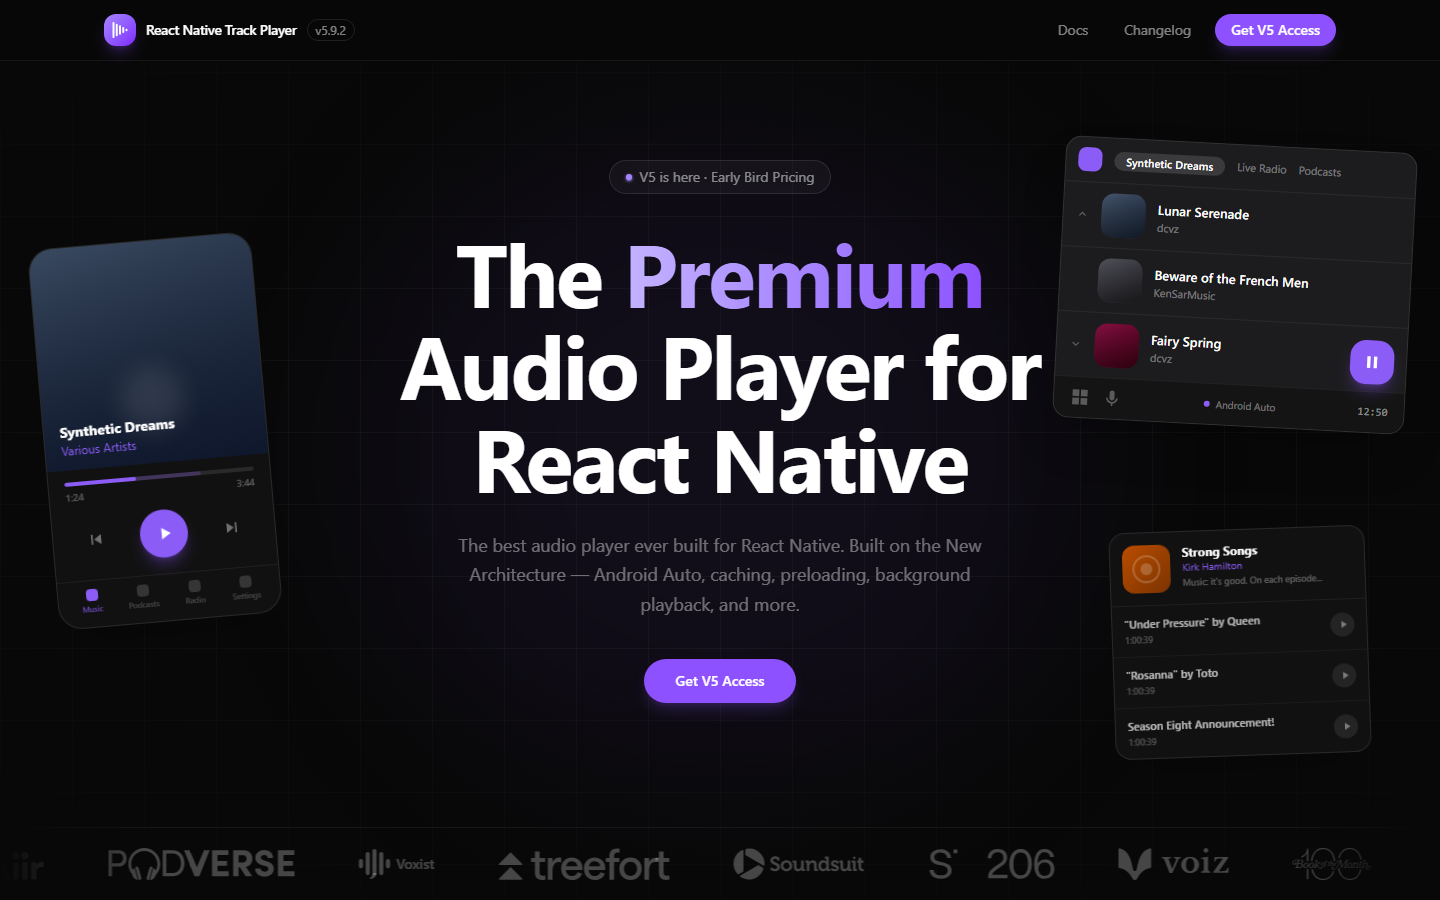 React Native Track Player
v5.9.2
Docs
Changelog
Get V5 Access
V5 is here · Early Bird Pricing
The Premium
Audio Player for
React Native
The best audio player ever built for React Native. Built on the New
Architecture — Android Auto, caching, preloading, background
playback, and more.
Get V5 Access
Synthetic Dreams
Various Artists
1:24
3:44
Music
Podcasts
Radio
Settings
Synthetic Dreams
Live Radio
Podcasts
Lunar Serenade
dcvz
Beware of the French Men
KenSarMusic
Fairy Spring
dcvz
Android Auto
12:50
Strong Songs
Kirk Hamilton
Music: it's good. On each episode...
"Under Pressure" by Queen
1:00:39
"Rosanna" by Toto
1:00:39
Season Eight Announcement!
1:00:39
PODVERSE
Voxist
treefort
Soundsuit
S 206
voiz
Book of the Month
100